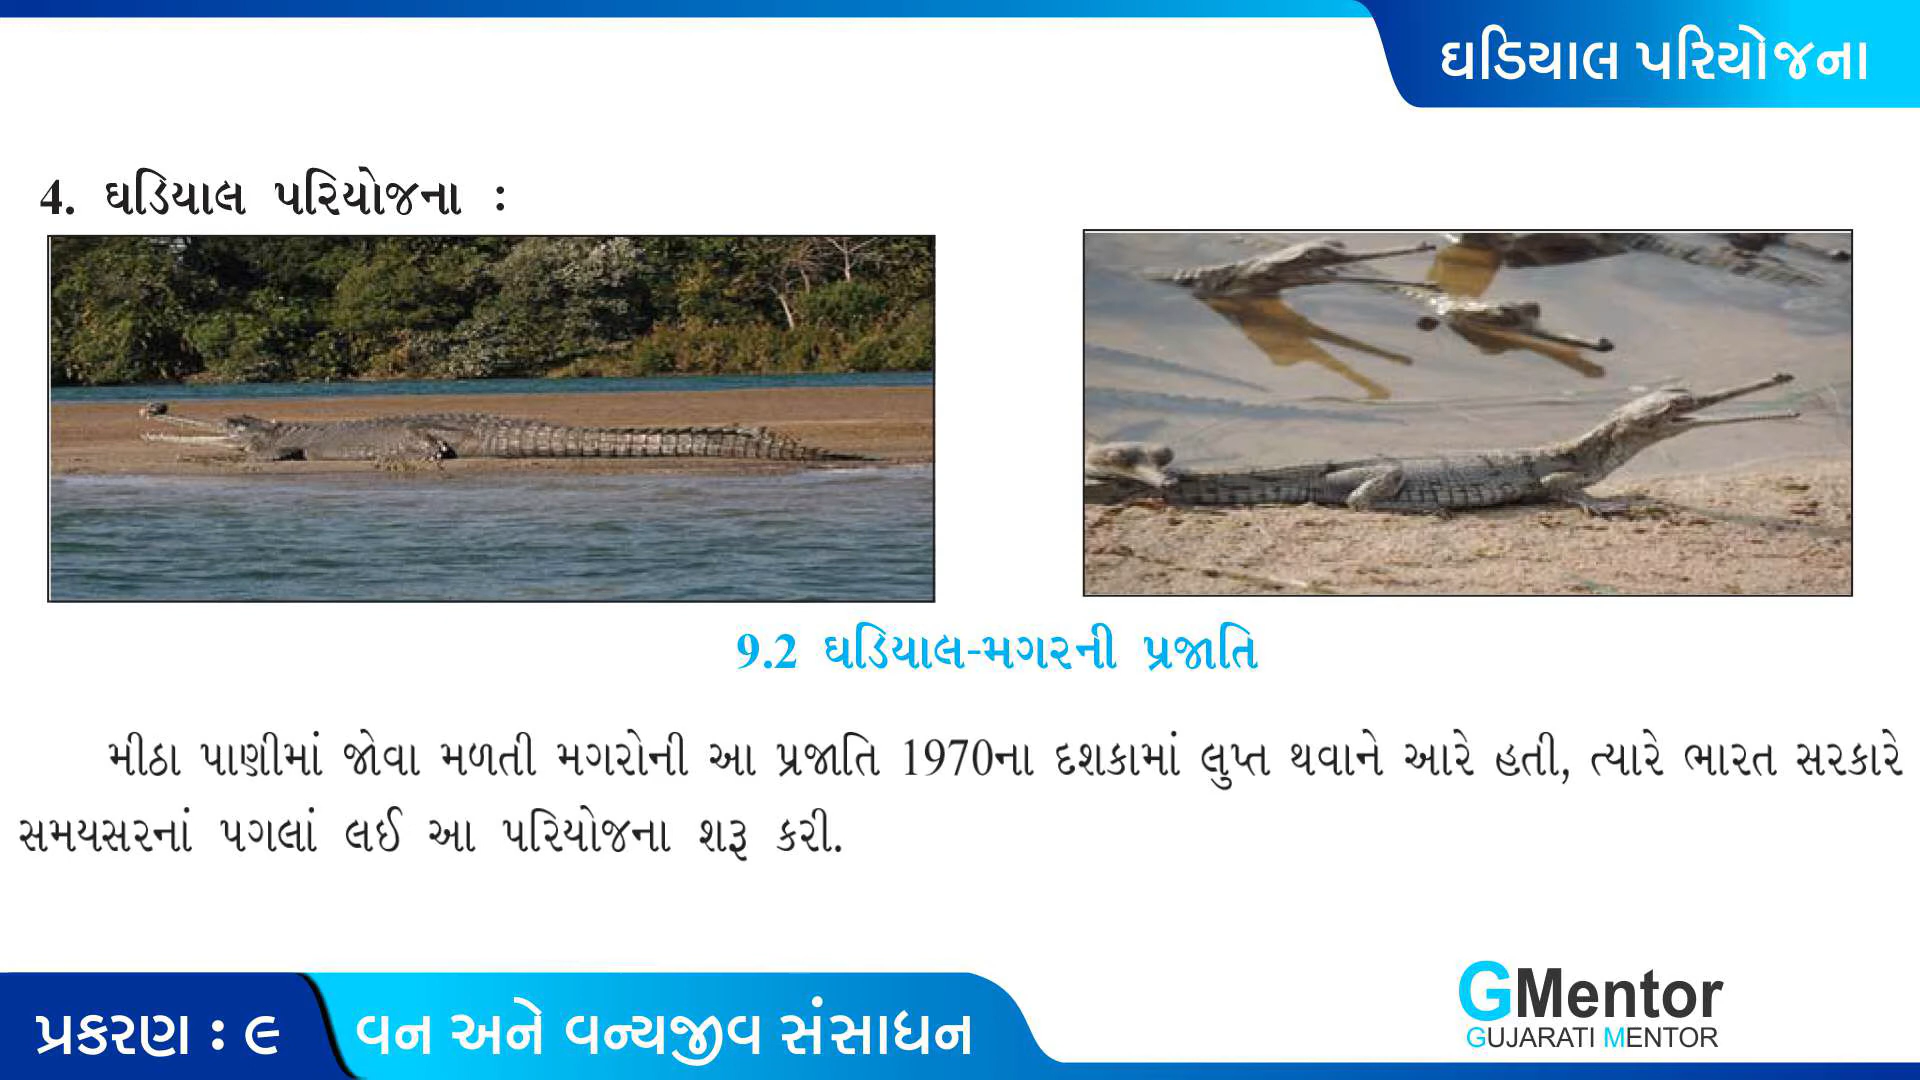 ઘડિયાલ પરિયોજના
4. ઘડિયાલ પરિયોજના :
9.2 ઘડિયાલ-મગરની પ્રજાતિ
મીઠા પાણીમાં જોવા મળતી મગરોની આ પ્રજાતિ 1970ના દશકામાં લુપ્ત થવાને આરે હતી, ત્યારે ભારત સરકારે
સમયસરનાં પગલાં લઈ આ પરિયોજના શરૂ કરી.
GMentor
GUJARATI MENTOR
પ્રકરણ : ૯ વન અને વન્યજીવ સંસાધન